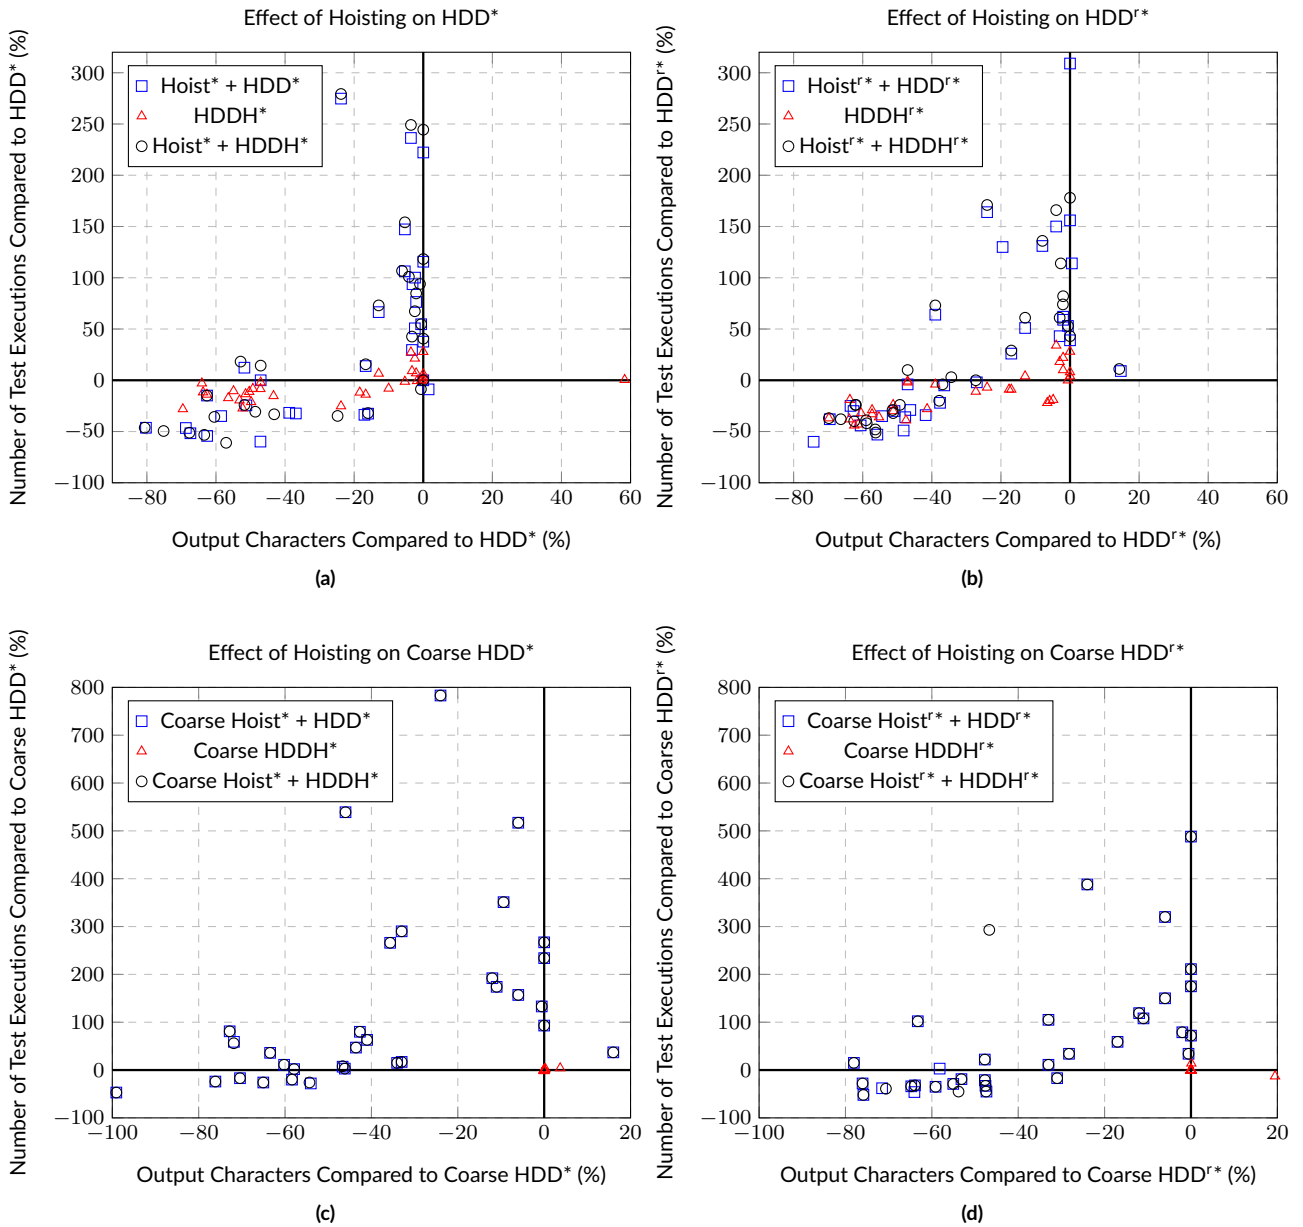 Effect of Hoisting on HDD*
Number of Test Executions Compared to HDD* (%)
300
250
200
150
100
50
0
−50
−100
Hoist* + HDD*
HDDH*
Hoist* + HDDH*
−80 −60 −40 −20 0 20 40 60
Output Characters Compared to HDD* (%)
(a)
Effect of Hoisting on HDDʳ*
Number of Test Executions Compared to HDDʳ* (%)
300
250
200
150
100
50
0
−50
−100
Hoistʳ* + HDDʳ*
HDDHʳ*
Hoistʳ* + HDDHʳ*
−80 −60 −40 −20 0 20 40 60
Output Characters Compared to HDDʳ* (%)
(b)
Effect of Hoisting on Coarse HDD*
Number of Test Executions Compared to Coarse HDD* (%)
800
700
600
500
400
300
200
100
0
−100
Coarse Hoist* + HDD*
Coarse HDDH*
Coarse Hoist* + HDDH*
−100 −80 −60 −40 −20 0 20
Output Characters Compared to Coarse HDD* (%)
(c)
Effect of Hoisting on Coarse HDDʳ*
Number of Test Executions Compared to Coarse HDDʳ* (%)
800
700
600
500
400
300
200
100
0
−100
Coarse Hoistʳ* + HDDʳ*
Coarse HDDHʳ*
Coarse Hoistʳ* + HDDHʳ*
−100 −80 −60 −40 −20 0 20
Output Characters Compared to Coarse HDDʳ* (%)
(d)